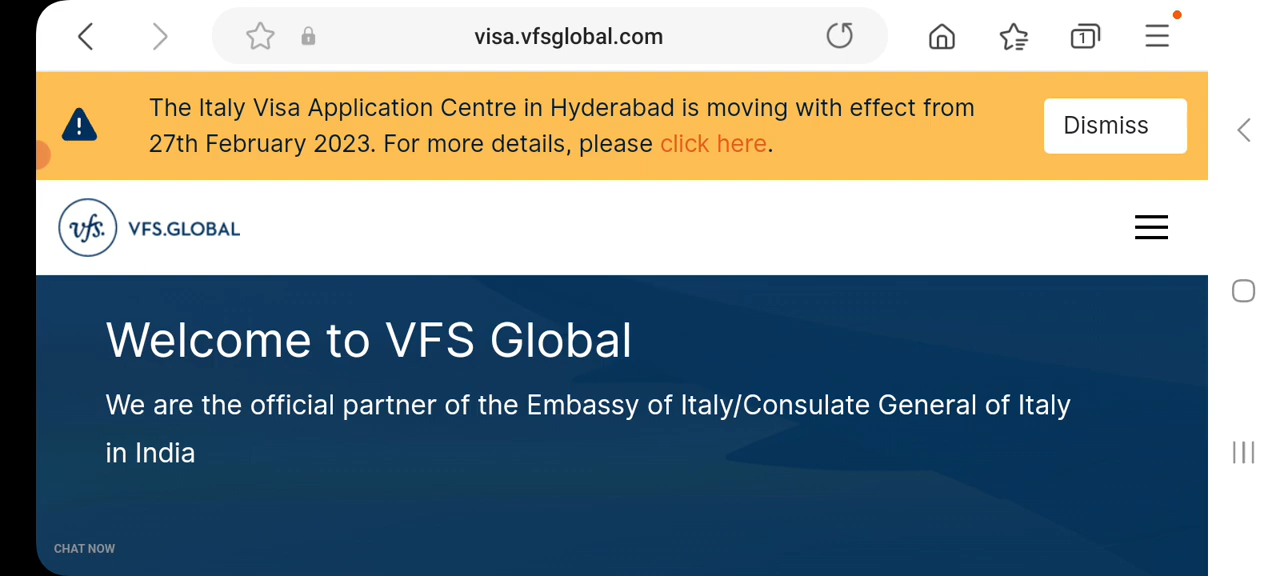 visa.vfsglobal.com
1
The Italy Visa Application Centre in Hyderabad is moving with effect from
27th February 2023. For more details, please click here.
Dismiss
vfs. VFS.GLOBAL
Welcome to VFS Global
We are the official partner of the Embassy of Italy/Consulate General of Italy
in India
CHAT NOW